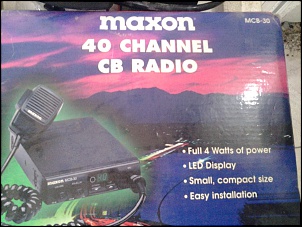 maxon
MCB-30
40 CHANNEL
CB RADIO
• Full 4 Watts of power
• LED Display
• Small, compact size
• Easy installation